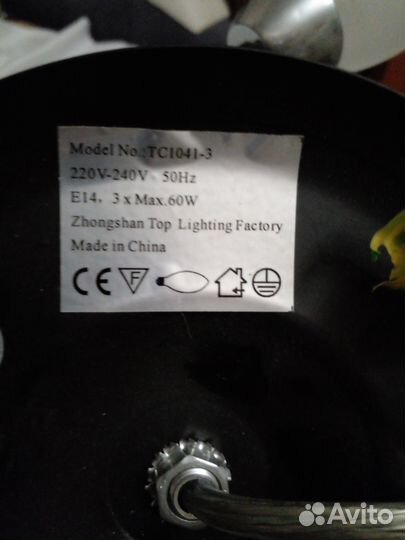 Model No.:TC1041-3
220V-240V 50Hz
E14, 3 x Max.60W
Zhongshan Top Lighting Factory
Made in China
CE F
Avito